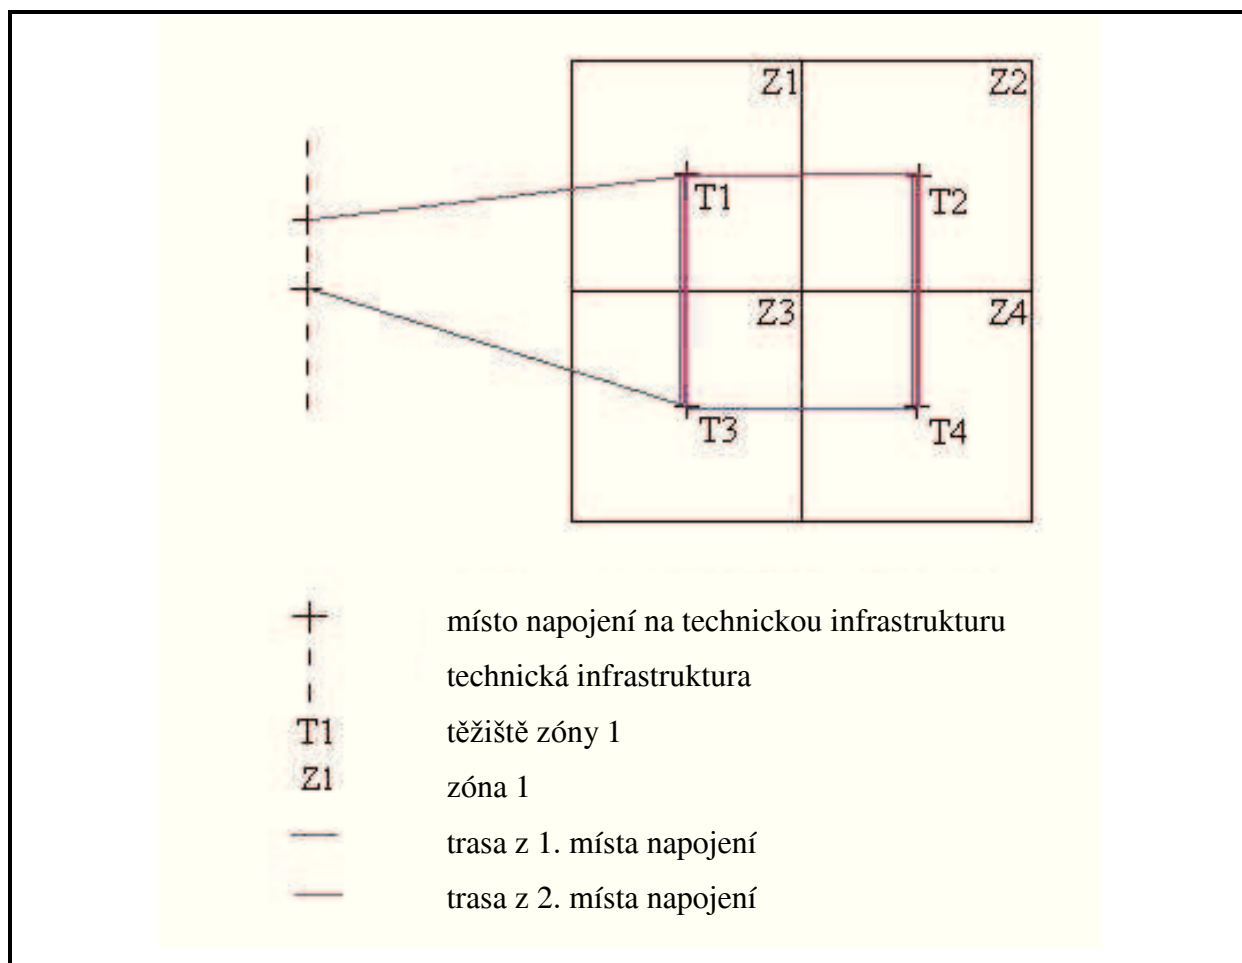 Z1
Z2
T1
T2
Z3
Z4
T3
T4
místo napojení na technickou infrastrukturu
technická infrastruktura
T1 těžiště zóny 1
Z1 zóna 1
trasa z 1. místa napojení
trasa z 2. místa napojení